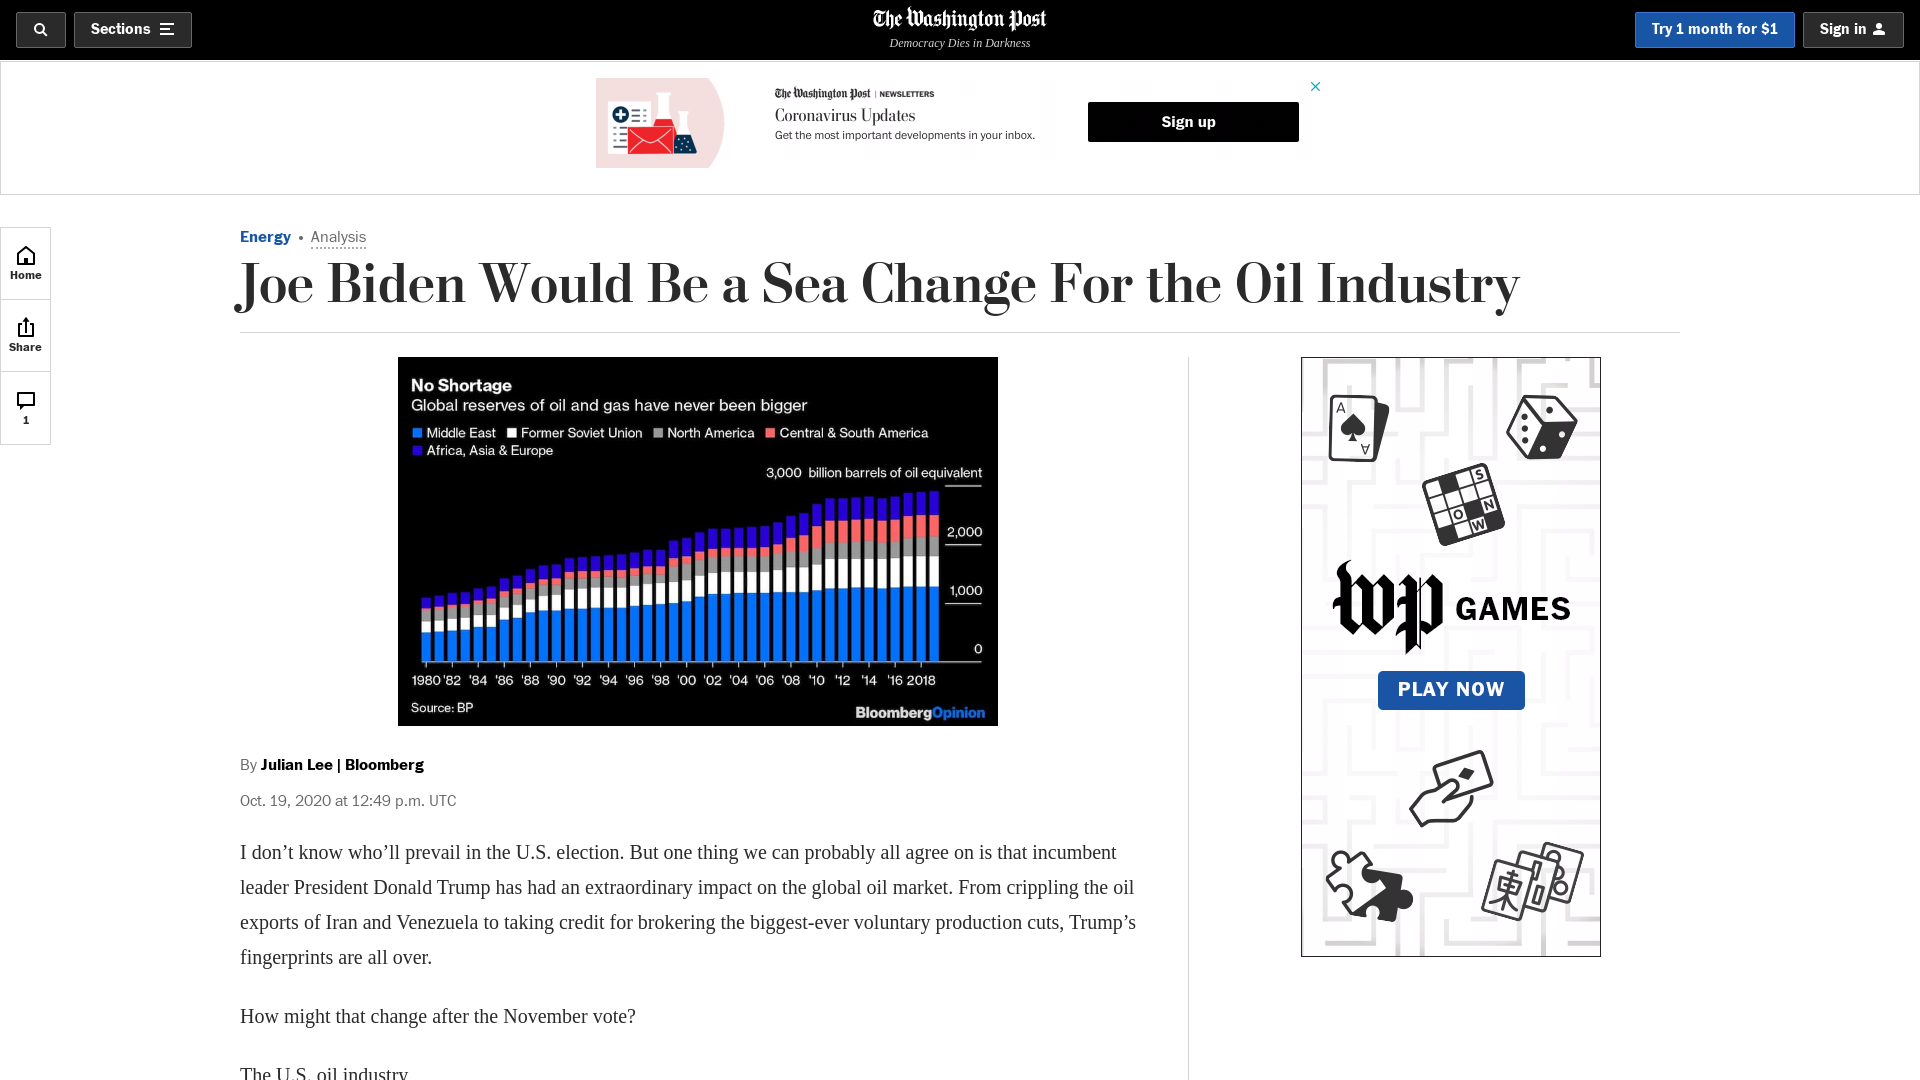 Sections
The Washington Post
Democracy Dies in Darkness
Try 1 month for $1
Sign in
The Washington Post | NEWSLETTERS
Coronavirus Updates
Get the most important developments in your inbox.
Sign up
Home
Share
1
Energy • Analysis
Joe Biden Would Be a Sea Change For the Oil Industry
No Shortage
Global reserves of oil and gas have never been bigger
Middle East Former Soviet Union North America Central & South America
Africa, Asia & Europe
3,000 billion barrels of oil equivalent
2,000
1,000
0
1980 '82 '84 '86 '88 '90 '92 '94 '96 '98 '00 '02 '04 '06 '08 '10 '12 '14 '16 2018
Source: BP
BloombergOpinion
By Julian Lee | Bloomberg
Oct. 19, 2020 at 12:49 p.m. UTC
I don’t know who’ll prevail in the U.S. election. But one thing we can probably all agree on is that incumbent
leader President Donald Trump has had an extraordinary impact on the global oil market. From crippling the oil
exports of Iran and Venezuela to taking credit for brokering the biggest-ever voluntary production cuts, Trump’s
fingerprints are all over.
How might that change after the November vote?
The U.S. oil industry
A
A
S
O N
W
wp GAMES
PLAY NOW
東